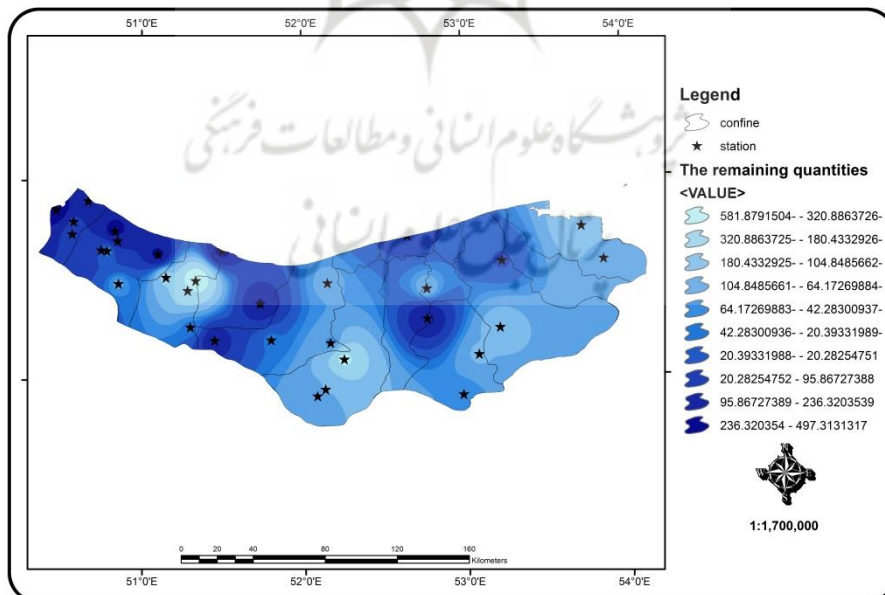 51°0'E 52°0'E 53°0'E 54°0'E
Legend
confine
station
The remaining quantities
<VALUE>
581.8791504- - 320.8863726-
320.8863725- - 180.4332926-
180.4332925- - 104.8485662-
104.8485661- - 64.17269884-
64.17269883- - 42.28300937-
42.28300936- - 20.39331989-
20.39331988- - 20.28254751
20.28254752 - 95.86727388
95.86727389 - 236.3203539
236.320354 - 497.3131317
1:1,700,000
0 20 40 80 120 160
Kilometers
51°0'E 52°0'E 53°0'E 54°0'E
پژوهشگاه علوم انسانی و مطالعات فرهنگی
پرتال جامع علوم انسانی